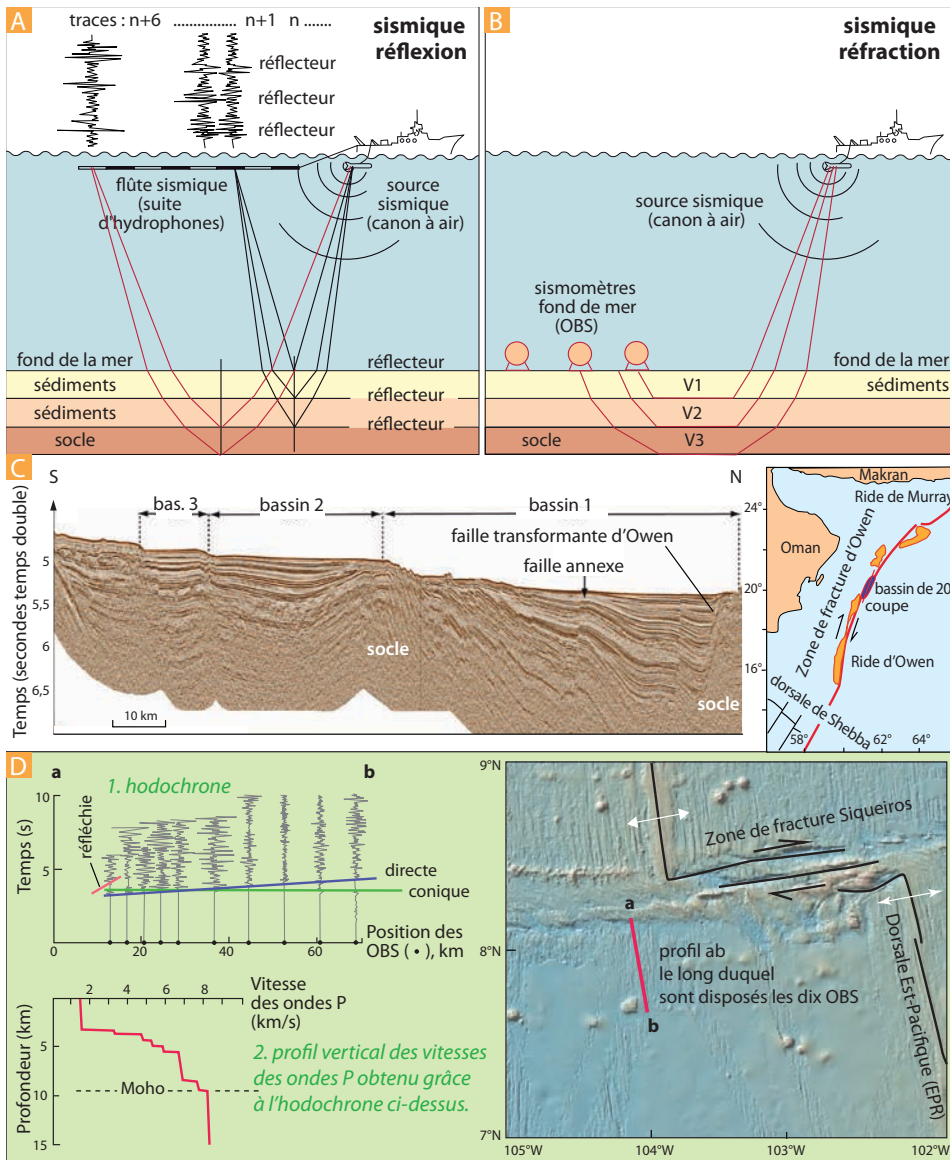 A
traces : n+6 .................... n+1 n .......
sismique
réflexion
réflecteur
réflecteur
réflecteur
flûte sismique
(suite
d'hydrophones)
source
sismique
(canon à air)
fond de la mer
réflecteur
sédiments
réflecteur
sédiments
réflecteur
socle
B
sismique
réfraction
source sismique
(canon à air)
sismomètres
fond de mer
(OBS)
fond de la mer
V1
sédiments
V2
socle
V3
C
S
N
Temps (secondes temps double)
bas. 3
bassin 2
bassin 1
faille transformante d'Owen
faille annexe
5
5,5
6
6,5
socle
socle
10 km
Makran
Ride de Murray
24°
Oman
Zone de fracture d'Owen
20°
bassin de 20°
coupe
16°
Ride d'Owen
dorsale de Shebba
58°
62°
64°
D
a
b
1. hodochrone
Temps (s)
10
5
réfléchie
directe
conique
0
20
40
60
Position des
OBS ( • ), km
2
4
6
8
Vitesse
des ondes P
(km/s)
Profondeur (km)
5
10
15
Moho
2. profil vertical des vitesses
des ondes P obtenu grâce
à l'hodochrone ci-dessus.
9°N
8°N
7°N
Zone de fracture Siqueiros
a
profil ab
le long duquel
sont disposés les dix OBS
b
Dorsale Est-Pacifique (EPR)
105°W
104°W
103°W
102°W